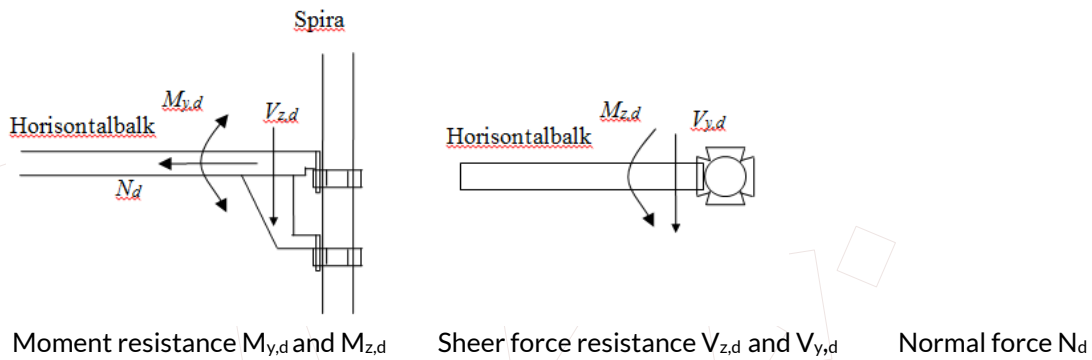 Spira
My,d
Vz,d
Horisontalbalk
Nd
Mz,d
Vy,d
Horisontalbalk
Moment resistance My,d and Mz,d
Sheer force resistance Vz,d and Vy,d
Normal force Nd